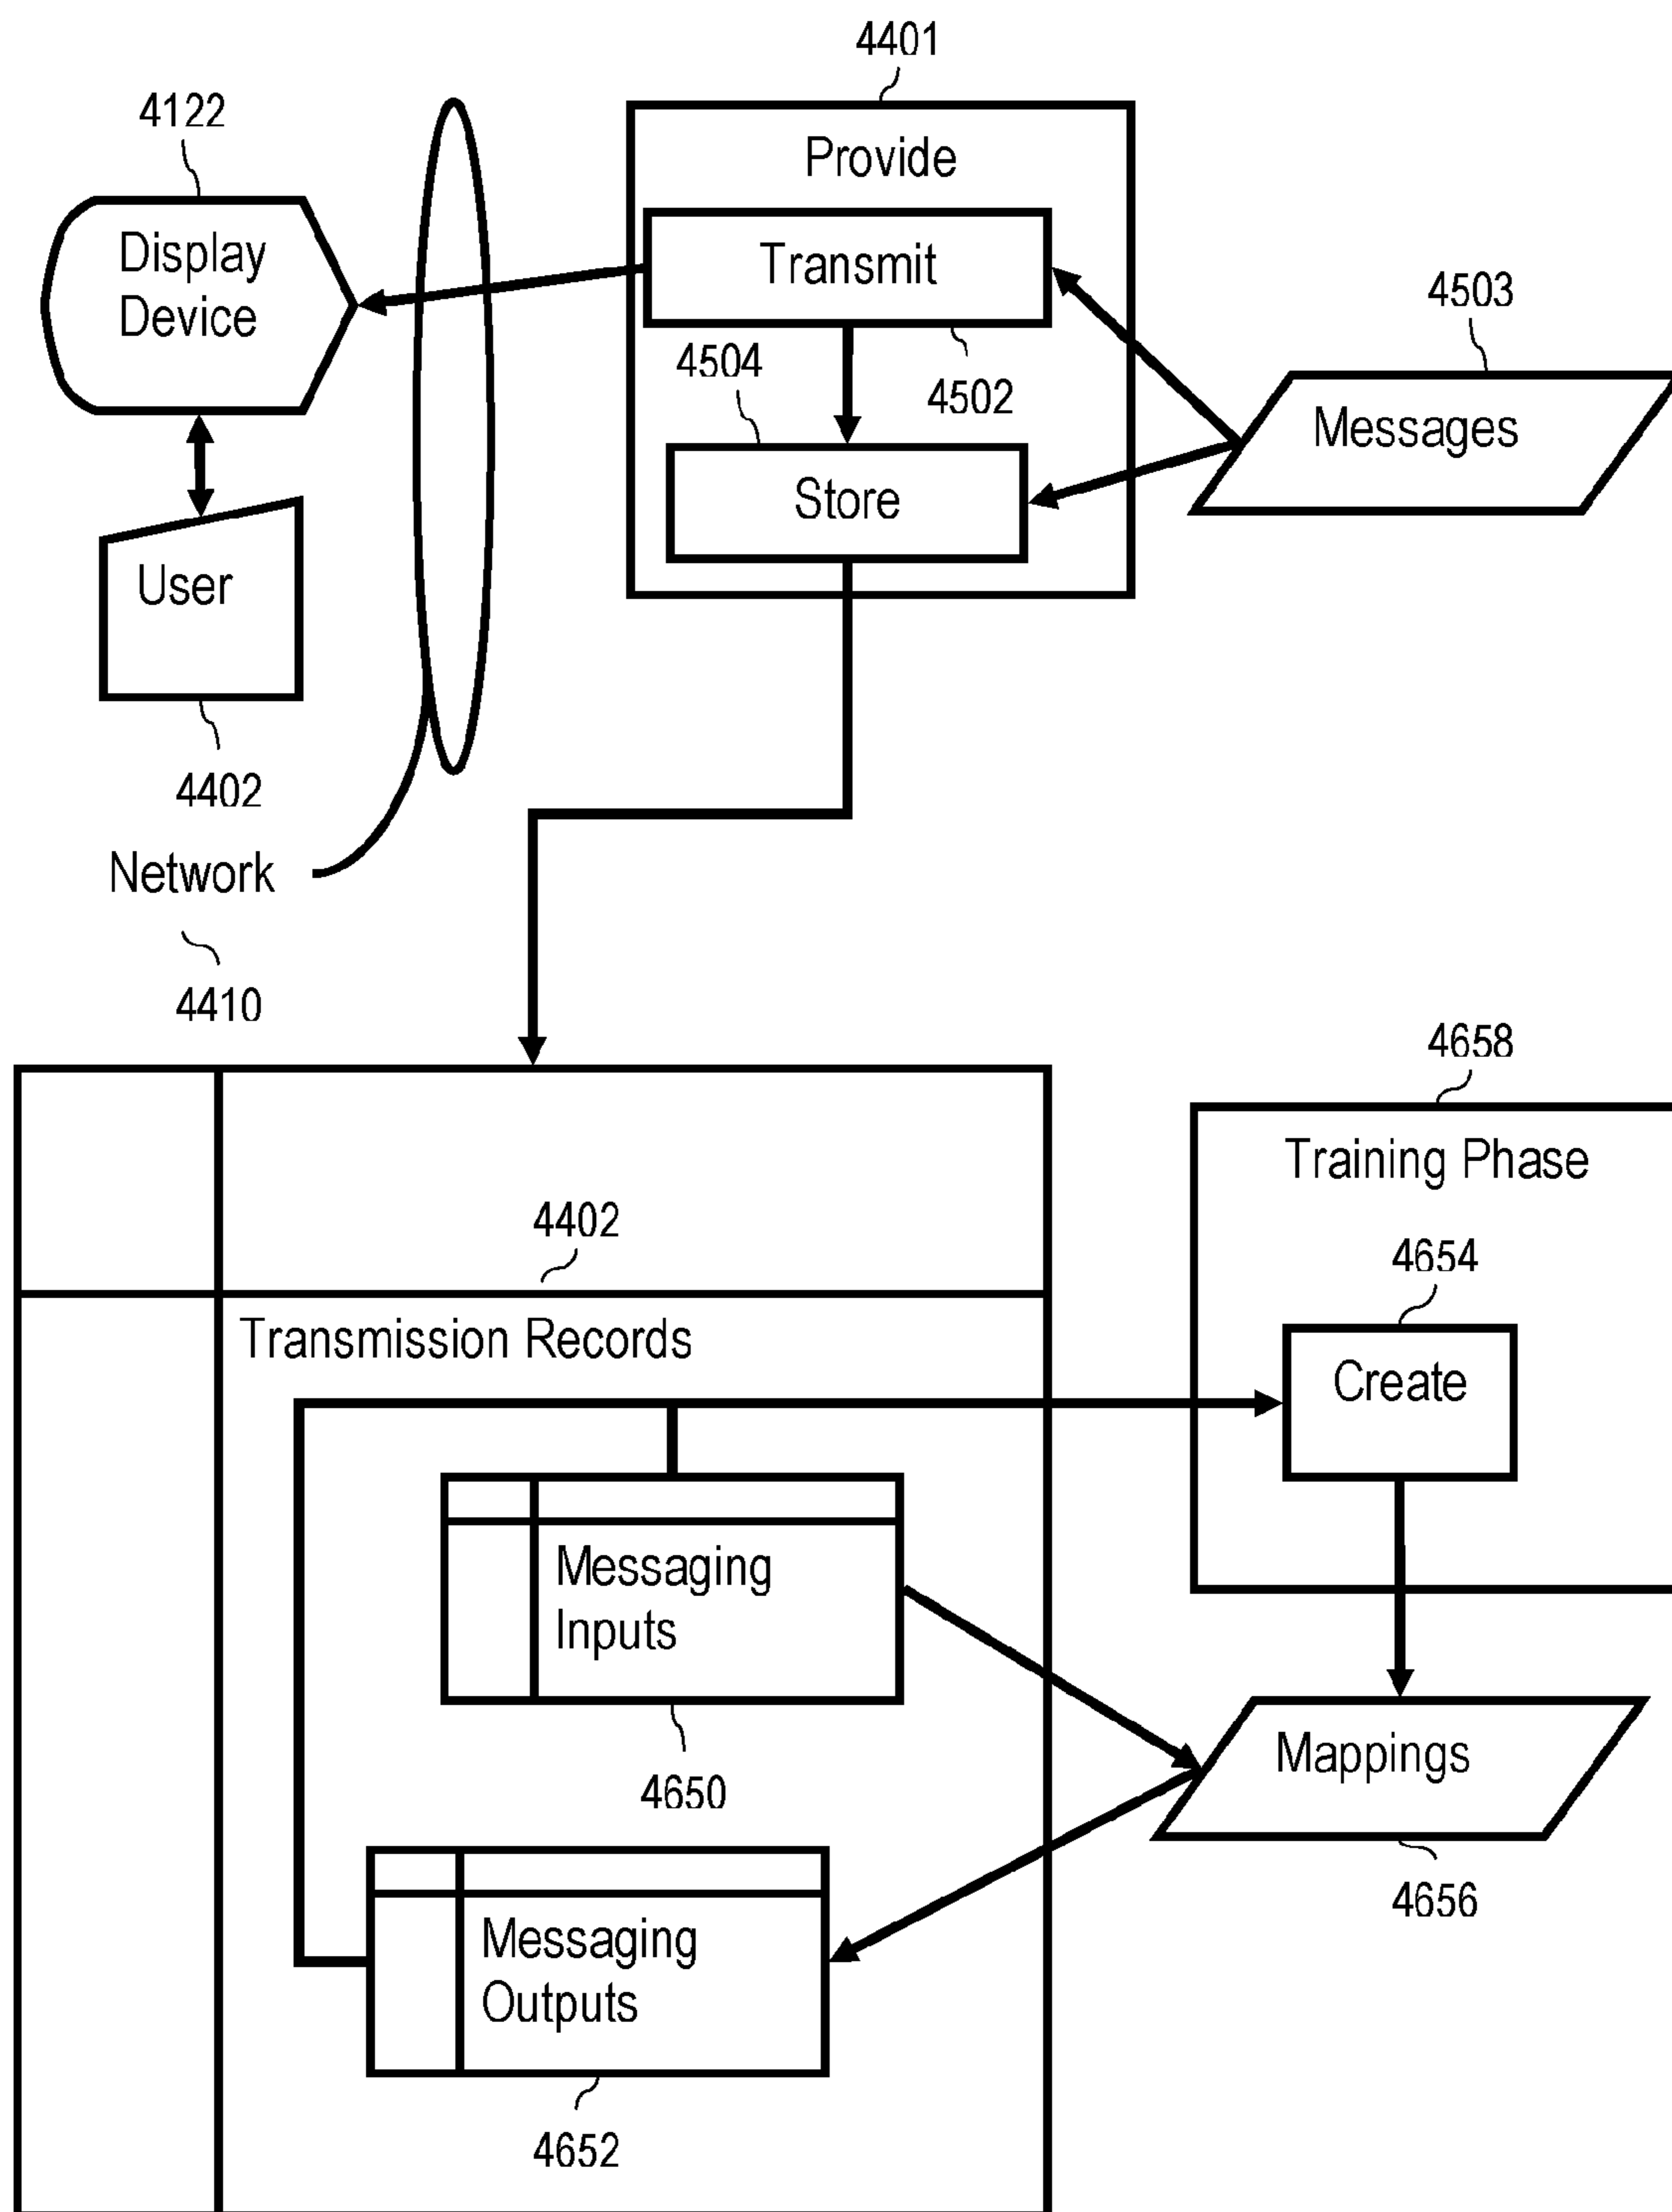 4401
4122
Provide
Display
Device
Transmit
4503
4504
4502
Messages
Store
User
4402
Network
4410
4658
Training Phase
4402
4654
Transmission Records
Create
Messaging
Inputs
Mappings
4650
4656
Messaging
Outputs
4652